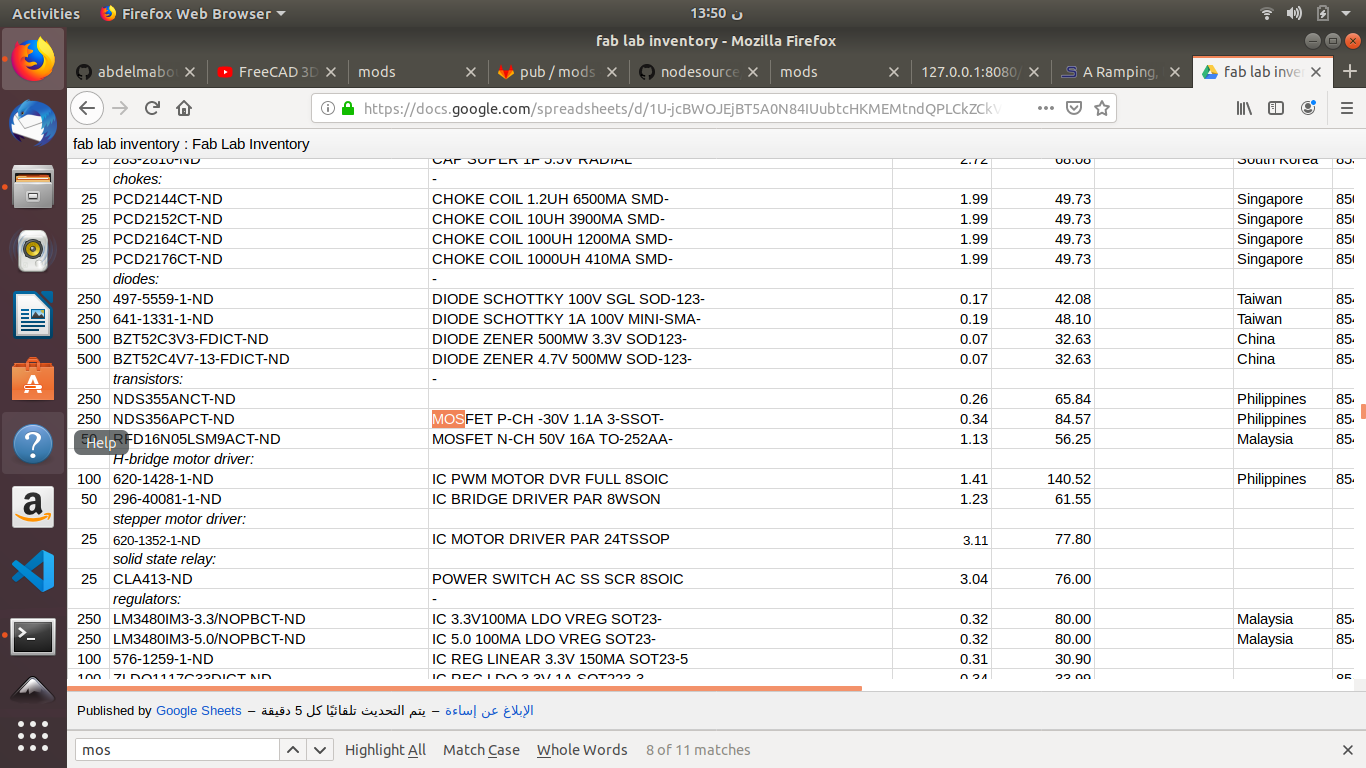 Activities Firefox Web Browser 13:50 ن
fab lab inventory - Mozilla Firefox
abdelmabo FreeCAD 3D mods pub / mods nodesource mods 127.0.0.1:8080/ A Ramping, fab lab inve
https://docs.google.com/spreadsheets/d/1U-jcBWOJEjBT5A0N84IUubtcHKMEMtndQPLCkZCkV
fab lab inventory : Fab Lab Inventory
25 283-2816-ND CAP SUPER 1F 5.5V RADIAL 2.72 68.08 South Korea 853
chokes: -
25 PCD2144CT-ND CHOKE COIL 1.2UH 6500MA SMD- 1.99 49.73 Singapore 850
25 PCD2152CT-ND CHOKE COIL 10UH 3900MA SMD- 1.99 49.73 Singapore 850
25 PCD2164CT-ND CHOKE COIL 100UH 1200MA SMD- 1.99 49.73 Singapore 850
25 PCD2176CT-ND CHOKE COIL 1000UH 410MA SMD- 1.99 49.73 Singapore 850
diodes: -
250 497-5559-1-ND DIODE SCHOTTKY 100V SGL SOD-123- 0.17 42.08 Taiwan 854
250 641-1331-1-ND DIODE SCHOTTKY 1A 100V MINI-SMA- 0.19 48.10 Taiwan 854
500 BZT52C3V3-FDICT-ND DIODE ZENER 500MW 3.3V SOD123- 0.07 32.63 China 854
500 BZT52C4V7-13-FDICT-ND DIODE ZENER 4.7V 500MW SOD-123- 0.07 32.63 China 854
transistors: -
250 NDS355ANCT-ND 0.26 65.84 Philippines 854
250 NDS356APCT-ND MOSFET P-CH -30V 1.1A 3-SSOT- 0.34 84.57 Philippines 854
50 RFD16N05LSM9ACT-ND MOSFET N-CH 50V 16A TO-252AA- 1.13 56.25 Malaysia 854
Help
H-bridge motor driver:
100 620-1428-1-ND IC PWM MOTOR DVR FULL 8SOIC 1.41 140.52 Philippines 854
50 296-40081-1-ND IC BRIDGE DRIVER PAR 8WSON 1.23 61.55
stepper motor driver:
25 620-1352-1-ND IC MOTOR DRIVER PAR 24TSSOP 3.11 77.80
solid state relay:
25 CLA413-ND POWER SWITCH AC SS SCR 8SOIC 3.04 76.00
regulators: -
250 LM3480IM3-3.3/NOPBCT-ND IC 3.3V100MA LDO VREG SOT23- 0.32 80.00 Malaysia 854
250 LM3480IM3-5.0/NOPBCT-ND IC 5.0 100MA LDO VREG SOT23- 0.32 80.00 Malaysia 854
100 576-1259-1-ND IC REG LINEAR 3.3V 150MA SOT23-5 0.31 30.90
100 ZLDO1117G33DICT-ND IC REG LDO 3.3V 1A SOT223-3 0.34 33.99
Published by Google Sheets – يتم التحديث تلقائيًا كل 5 دقيقة – الإبلاغ عن إساءة
mos Highlight All Match Case Whole Words 8 of 11 matches